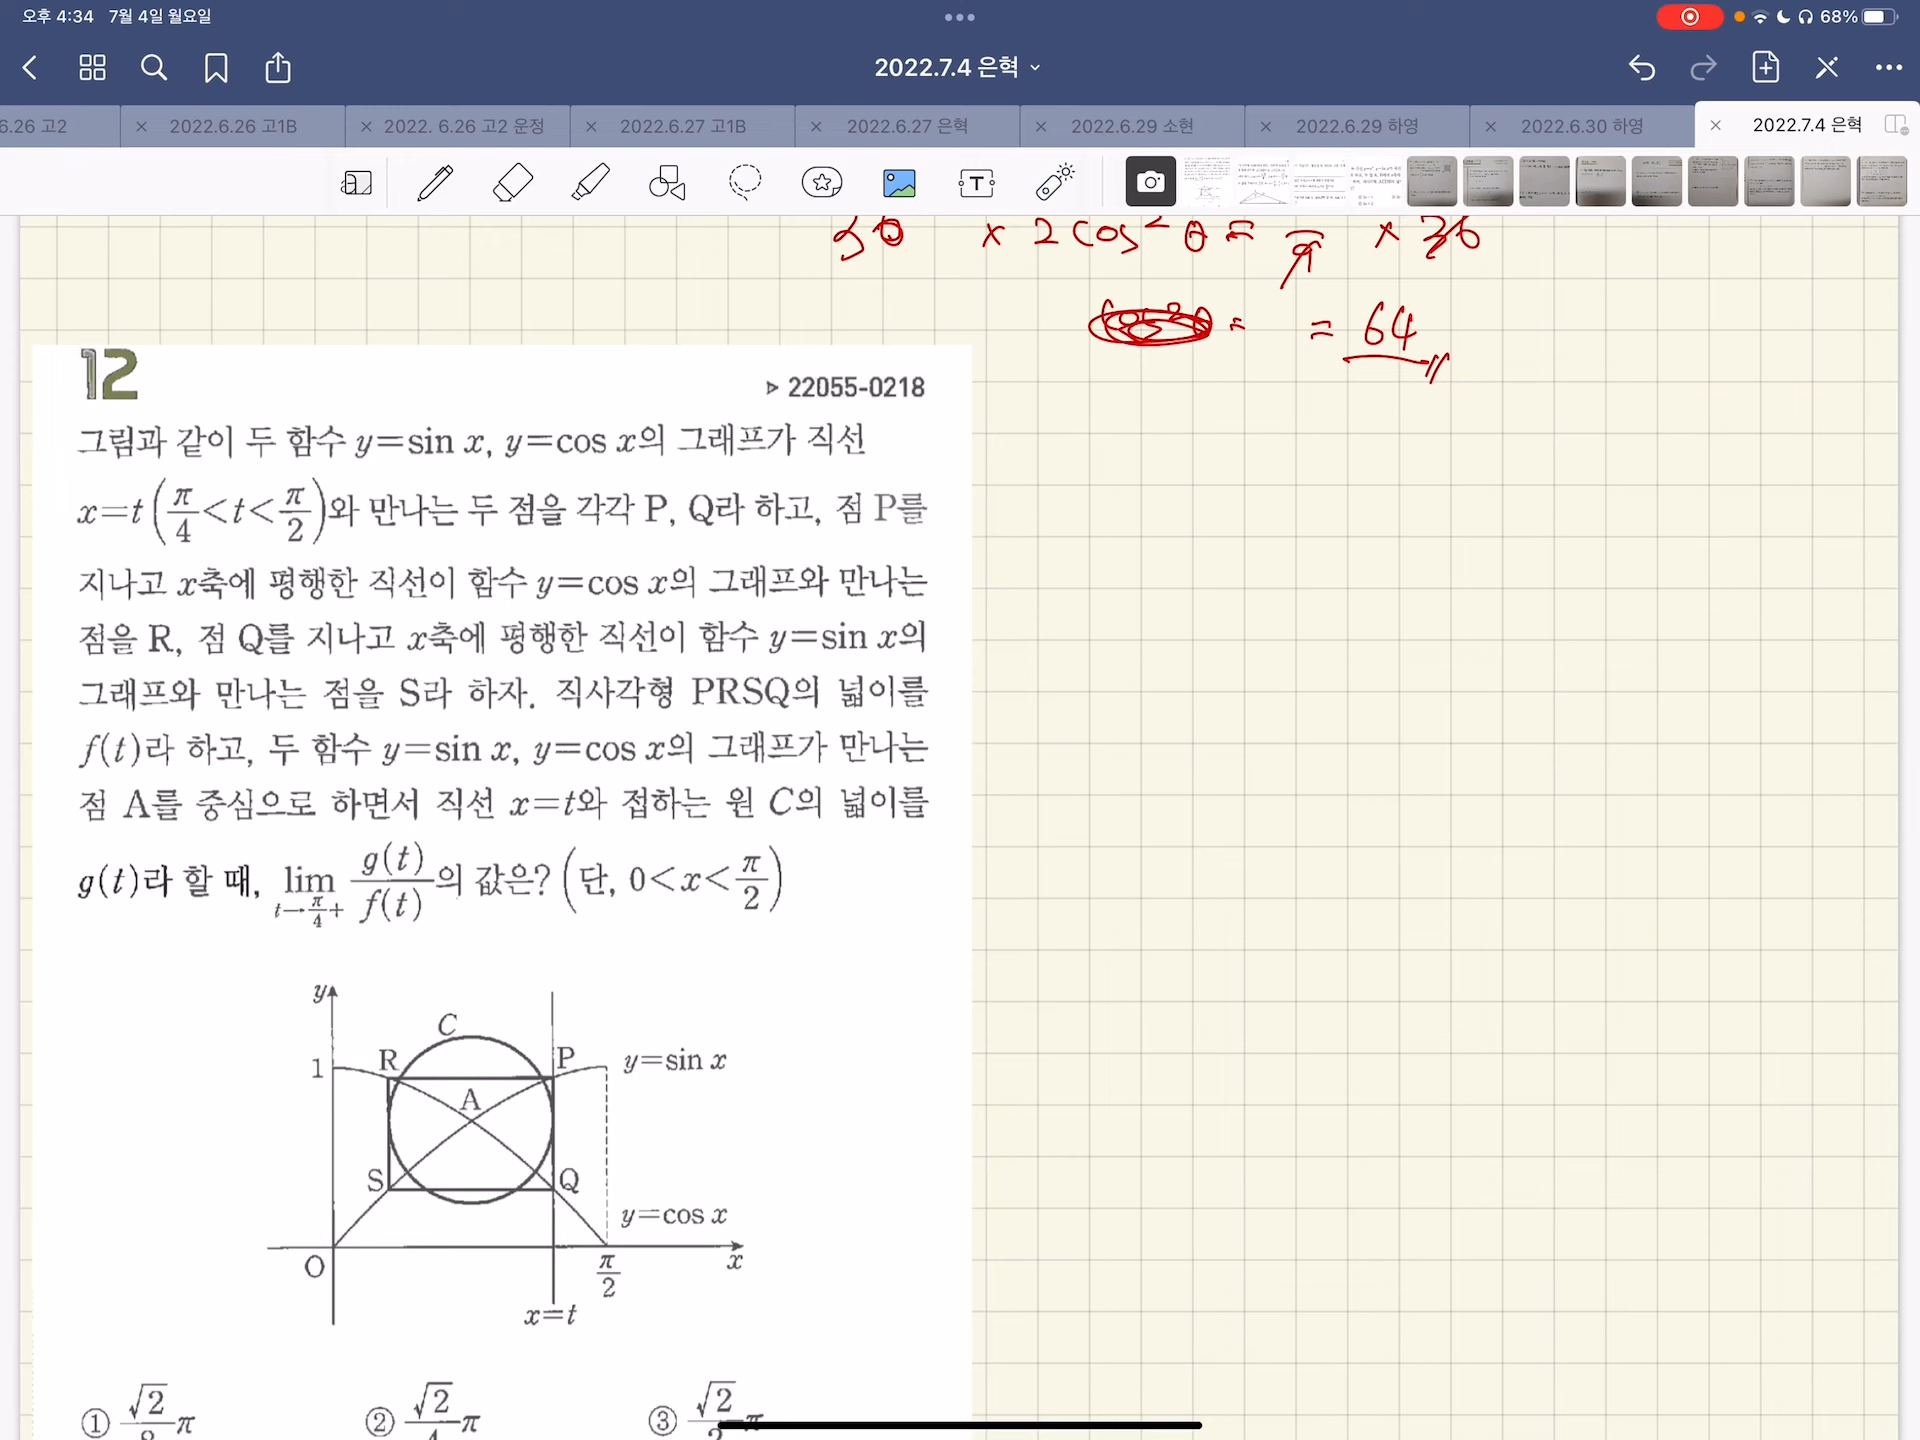 오후 4:34 7월 4일 월요일
68%
2022.7.4 은혁
6.26 고2
2022.6.26 고1B
2022. 6.26 고2 운정
2022.6.27 고1B
2022.6.27 은혁
2022.6.29 소현
2022.6.29 하영
2022.6.30 하영
2022.7.4 은혁
× 2 cos² θ =
= 64
12
▷ 22055-0218
그림과 같이 두 함수 y=sin x, y=cos x의 그래프가 직선
x=t(π/4<t<π/2)와 만나는 두 점을 각각 P, Q라 하고, 점 P를
지나고 x축에 평행한 직선이 함수 y=cos x의 그래프와 만나는
점을 R, 점 Q를 지나고 x축에 평행한 직선이 함수 y=sin x의
그래프와 만나는 점을 S라 하자. 직사각형 PRSQ의 넓이를
f(t)라 하고, 두 함수 y=sin x, y=cos x의 그래프가 만나는
점 A를 중심으로 하면서 직선 x=t와 접하는 원 C의 넓이를
g(t)라 할 때, lim t→π/4+ g(t)/f(t)의 값은? (단, 0<x<π/2)
y
C
1
R
P
y=sin x
A
S
Q
y=cos x
O
π/2
x
x=t
① √2/8 π
② √2/4 π
③ √2/2 π